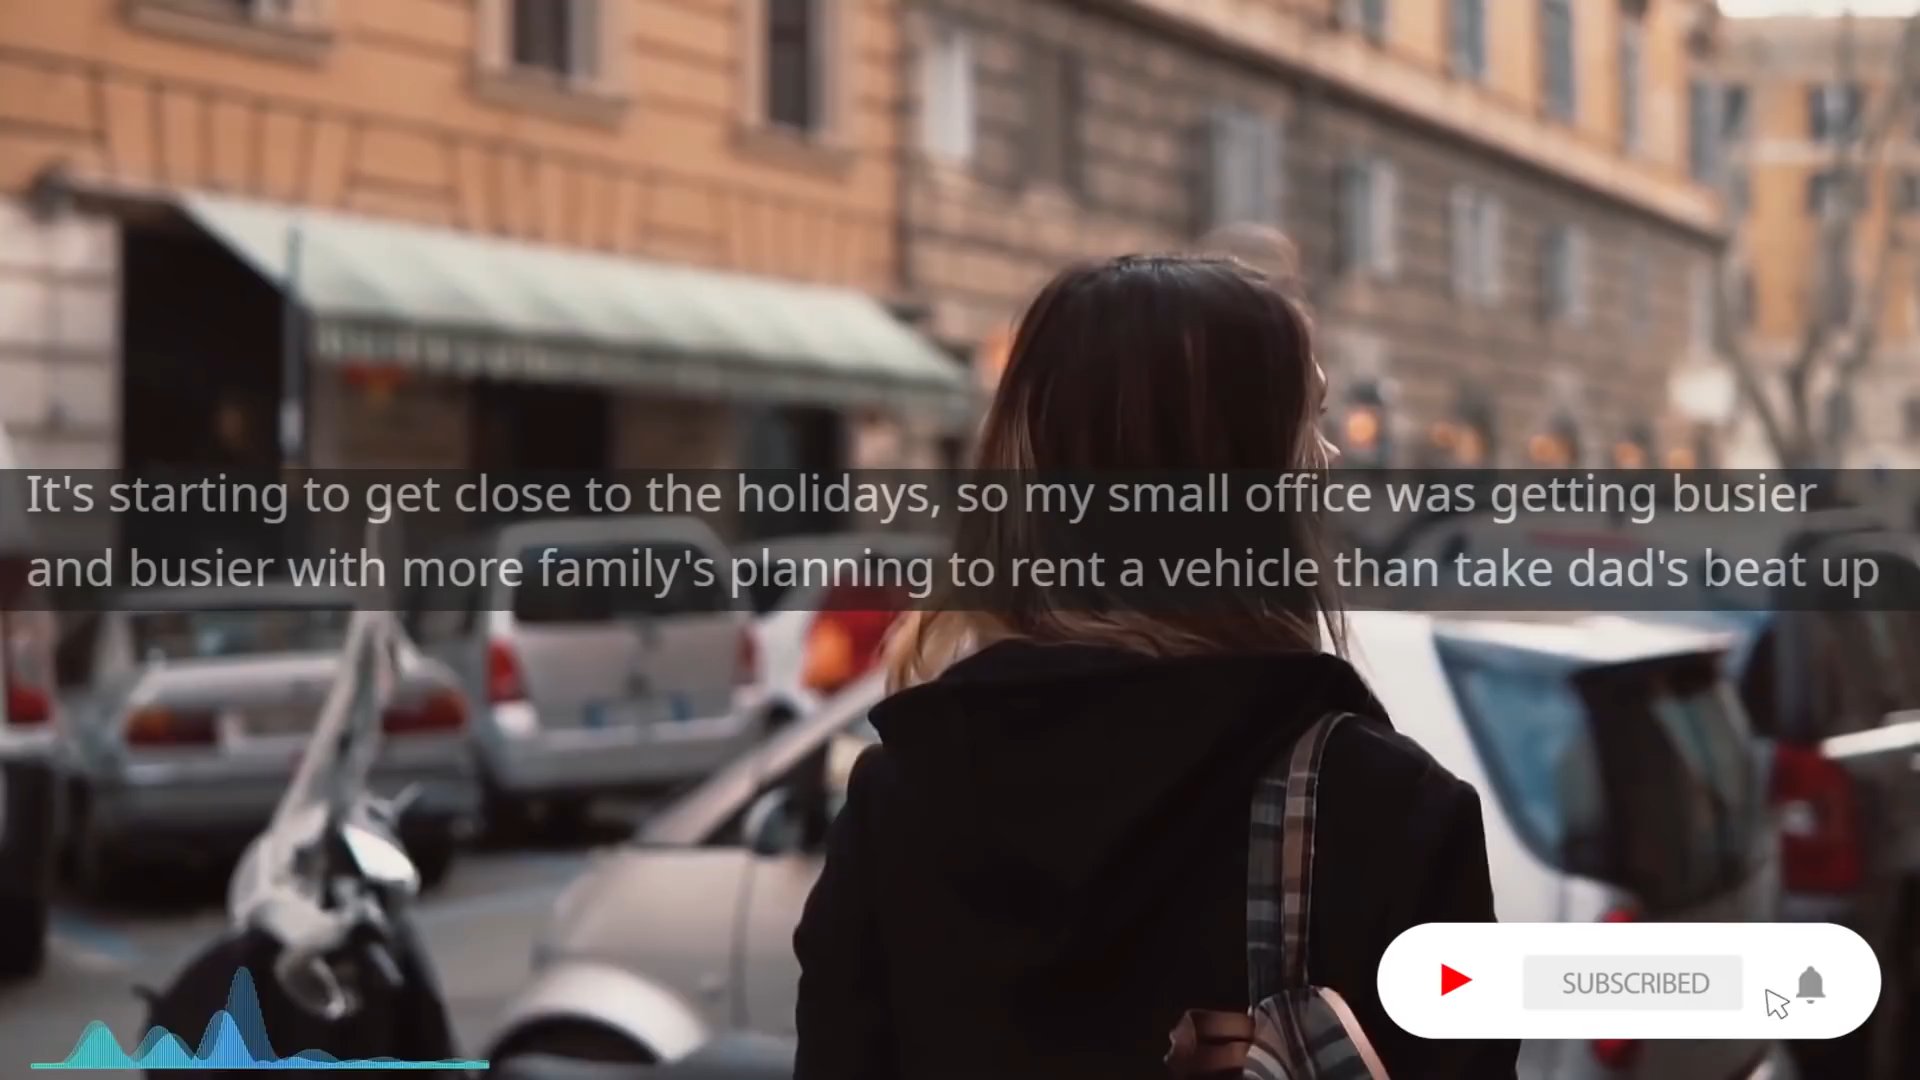 It's starting to get close to the holidays, so my small office was getting busier
and busier with more family's planning to rent a vehicle than take dad's beat up
SUBSCRIBED